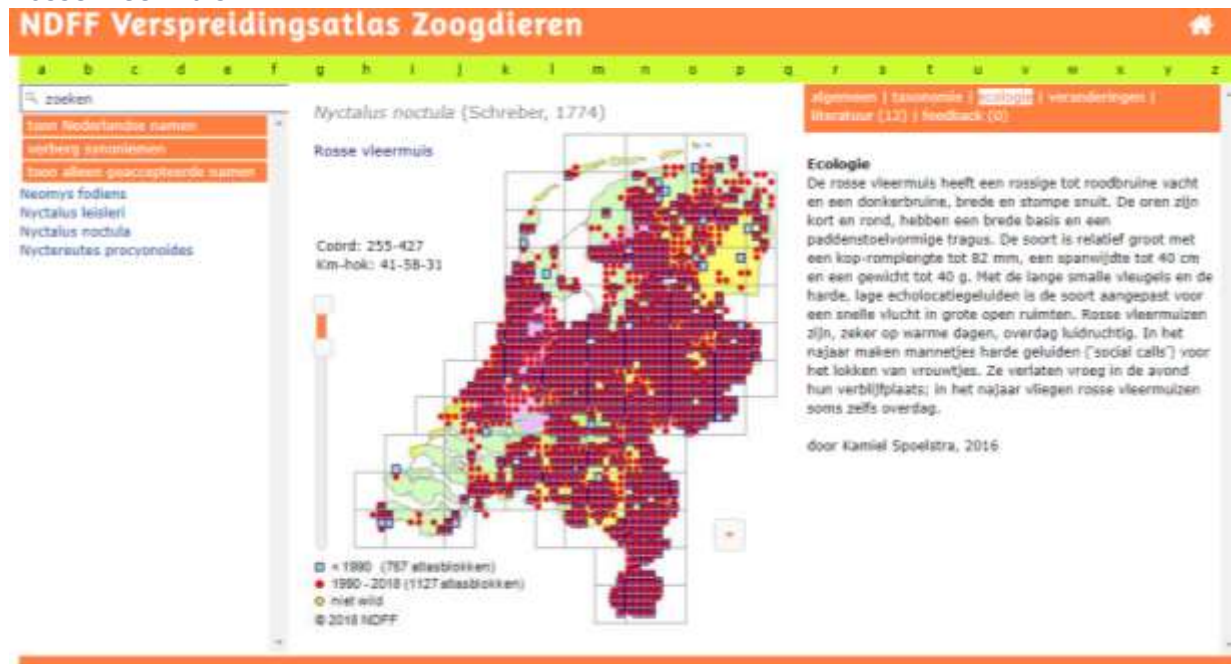 NDFF Verspreidingsatlas Zoogdieren
a b c d e f g h i j k l m n o p q r s t u v w x y z
zoeken
toon Nederlandse namen
verberg synoniemen
toon alleen geaccepteerde namen
Neomys fodiens
Nyctalus leisleri
Nyctalus noctula
Nyctereutes procyonoides
Nyctalus noctula (Schreber, 1774)
Rosse vleermuis
Coörd: 255-427
Km-hok: 41-58-31
< 1990 (767 atlasblokken)
1990 - 2018 (1127 atlasblokken)
niet wild
© 2018 NDFF
algemeen | taxonomie | ecologie | veranderingen |
literatuur (12) | feedback (0)
Ecologie
De rosse vleermuis heeft een rossige tot roodbruine vacht
en een donkerbruine, brede en stompe snuit. De oren zijn
kort en rond, hebben een brede basis en een
paddenstoelvormige tragus. De soort is relatief groot met
een kop-romplengte tot 82 mm, een spanwijdte tot 40 cm
en een gewicht tot 40 g. Met de lange smalle vleugels en de
harde, lage echolocatiegeluiden is de soort aangepast voor
een snelle vlucht in grote open ruimten. Rosse vleermuizen
zijn, zeker op warme dagen, overdag luidruchtig. In het
najaar maken mannetjes harde geluiden ("social calls") voor
het lokken van vrouwtjes. Ze verlaten vroeg in de avond
hun verblijfplaats; in het najaar vliegen rosse vleermuizen
soms zelfs overdag.
door Kamiel Spoelstra, 2016